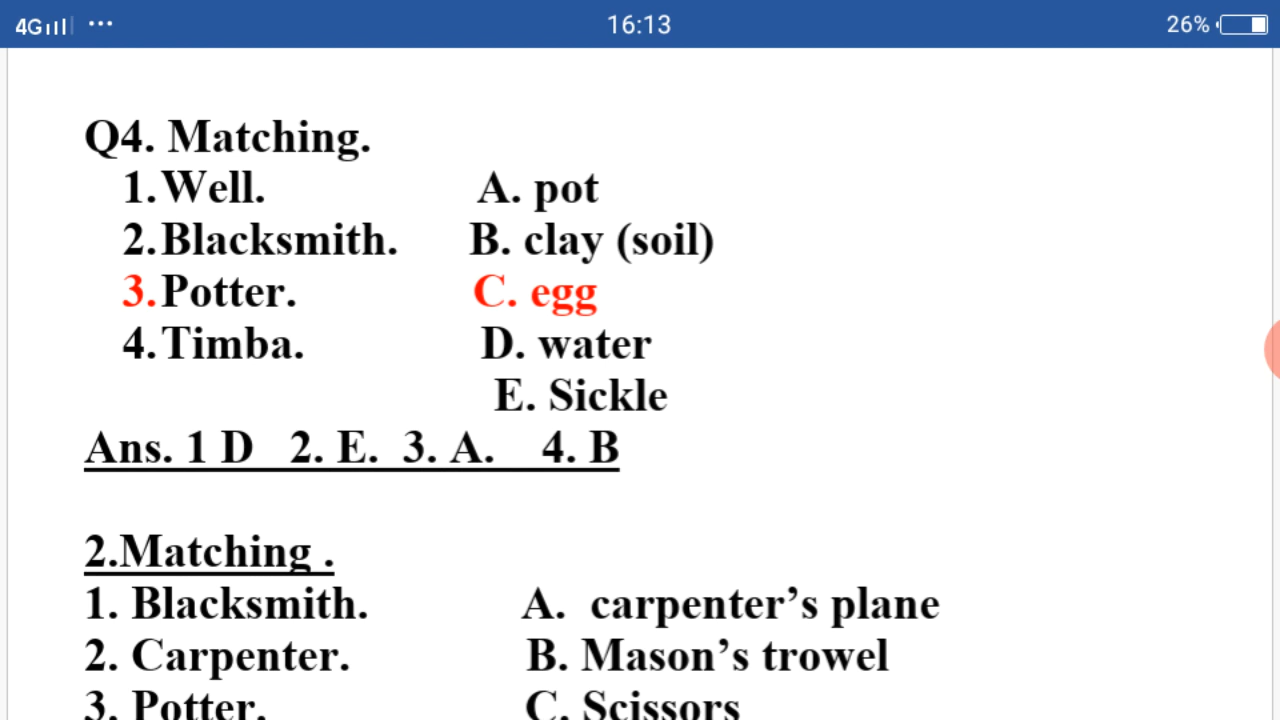 4G ... 16:13 26%
Q4. Matching.
1. Well. A. pot
2. Blacksmith. B. clay (soil)
3. Potter. C. egg
4. Timba. D. water
E. Sickle
Ans. 1 D 2. E. 3. A. 4. B
2.Matching .
1. Blacksmith. A. carpenter’s plane
2. Carpenter. B. Mason’s trowel
3. Potter. C. Scissors